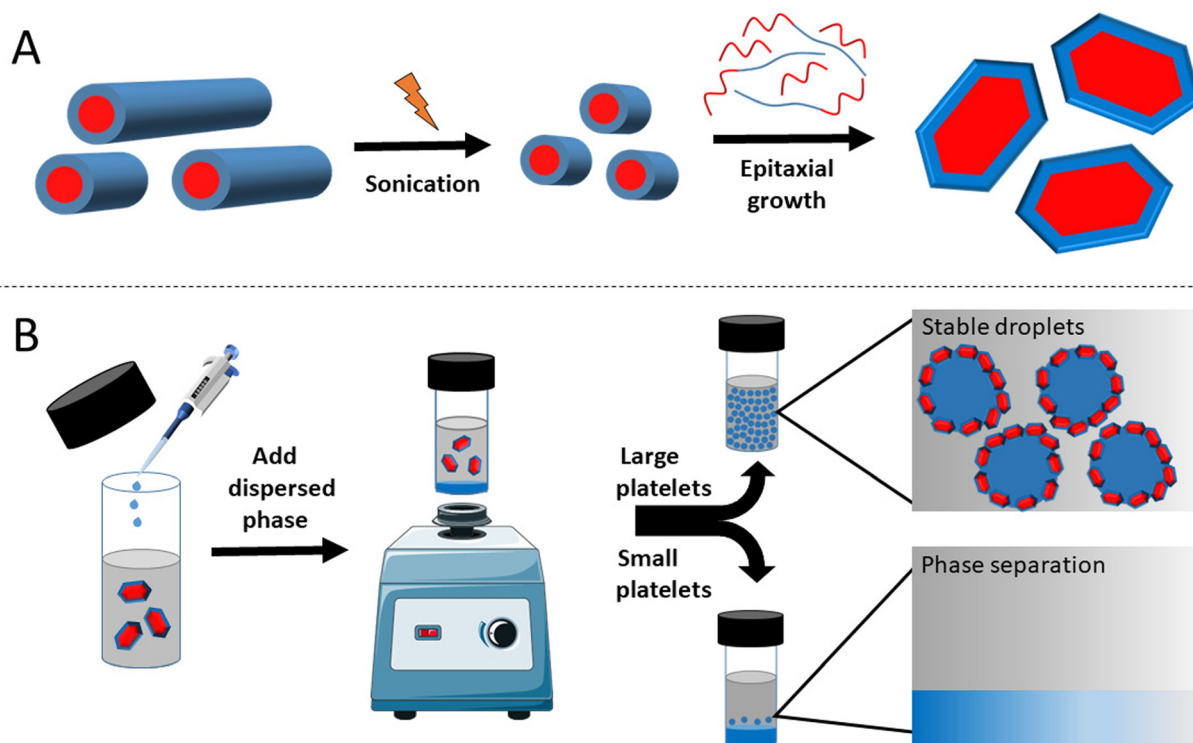 A
Sonication
Epitaxial
growth
B
Add
dispersed
phase
Large
platelets
Small
platelets
Stable droplets
Phase separation